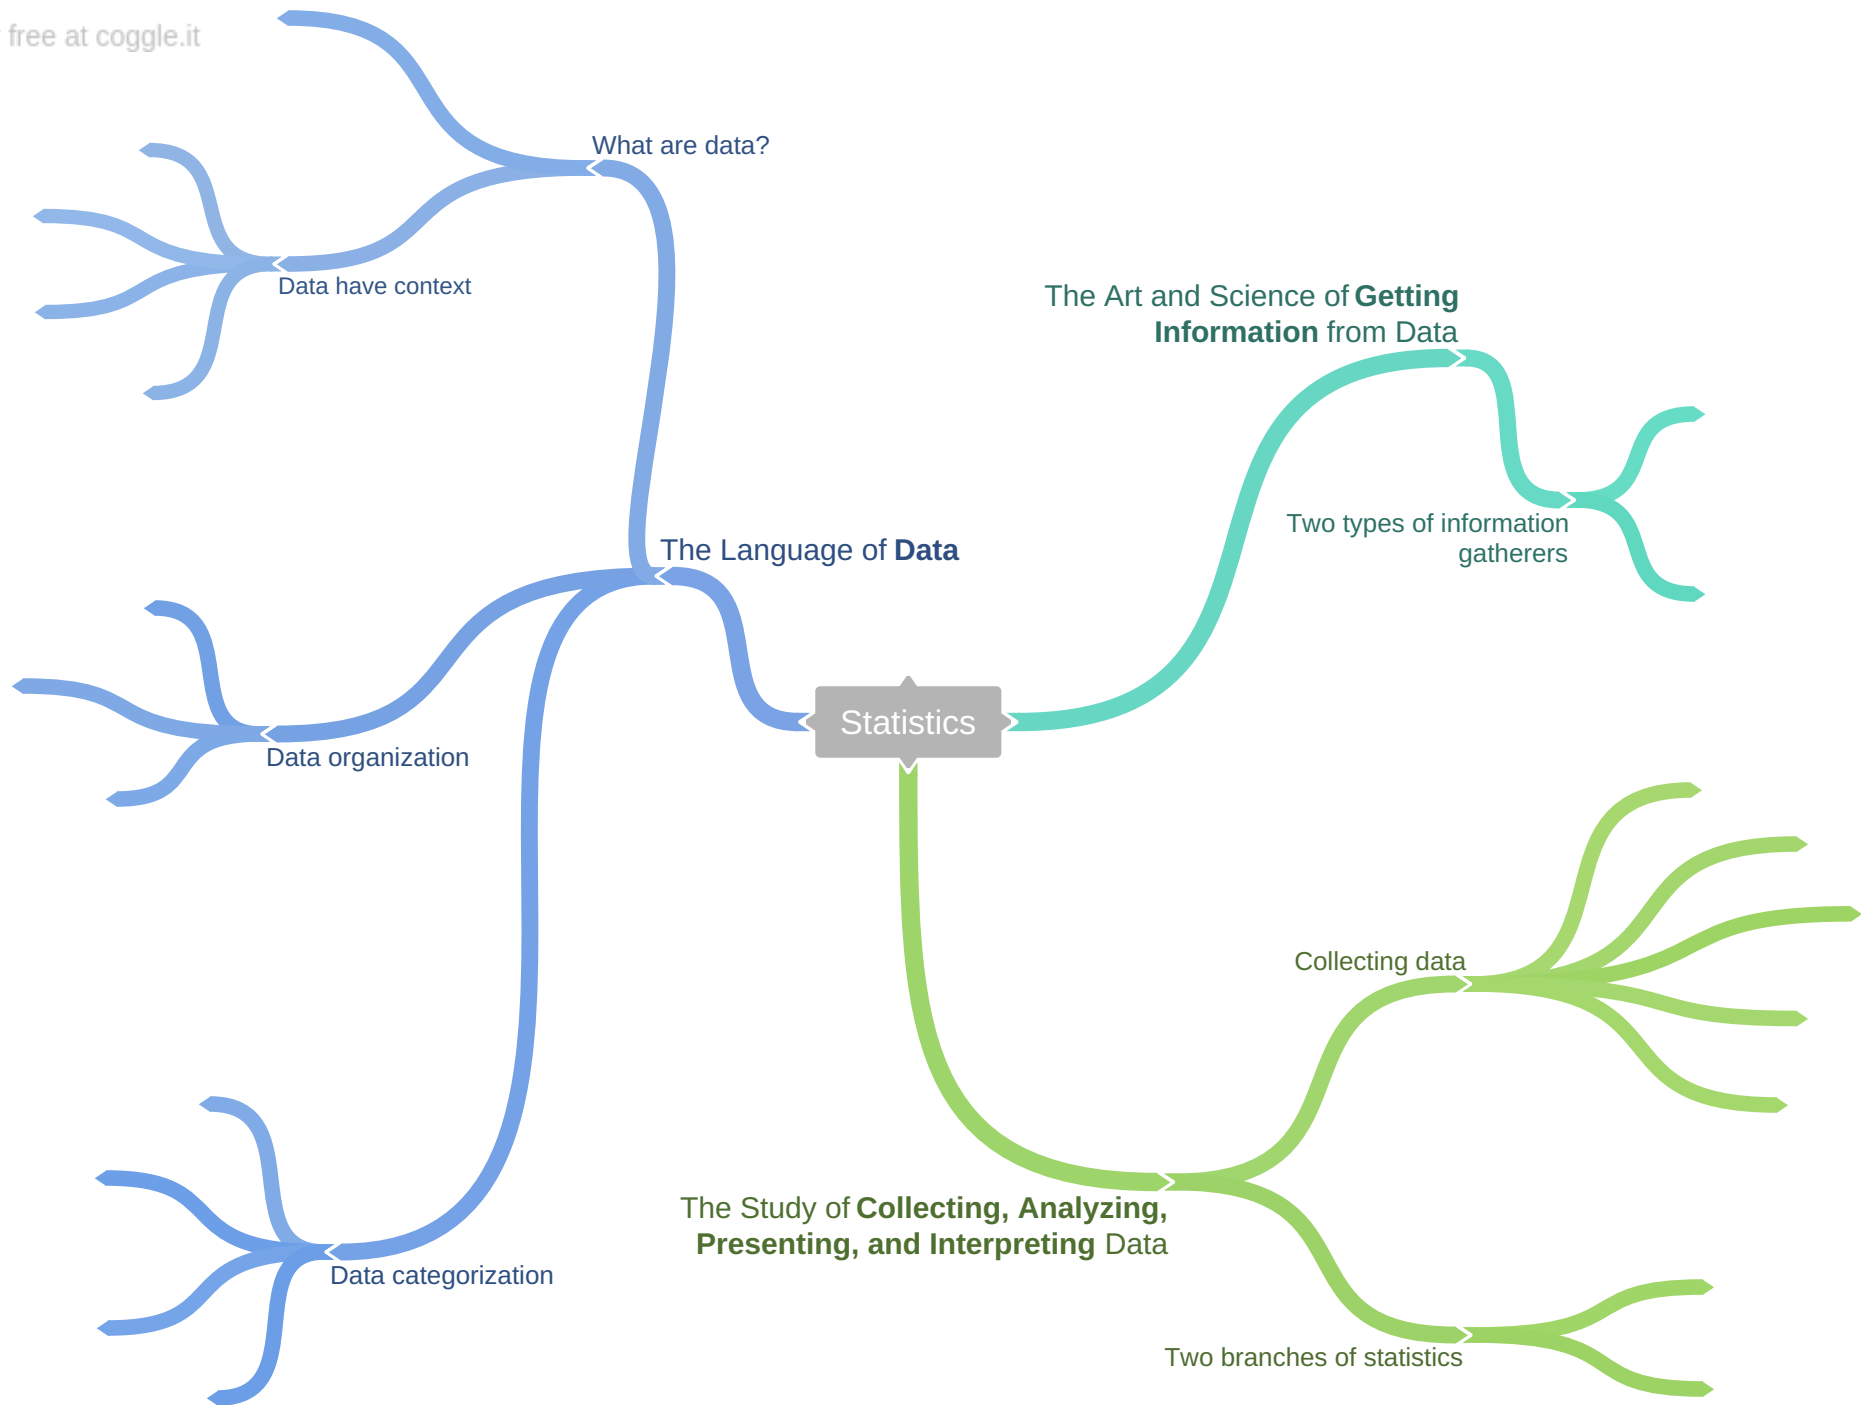 free at coggle.it
What are data?
Data have context
The Art and Science of Getting
Information from Data
Two types of information
gatherers
The Language of Data
Statistics
Data organization
Collecting data
The Study of Collecting, Analyzing,
Presenting, and Interpreting Data
Data categorization
Two branches of statistics